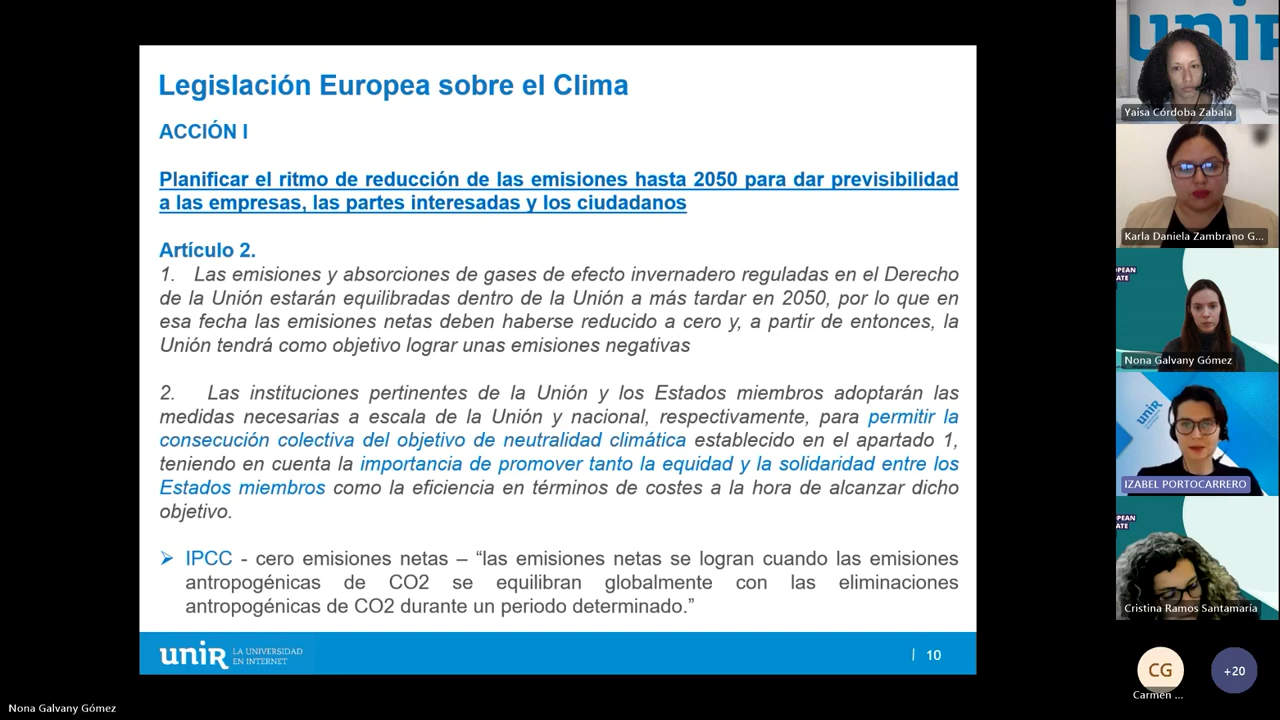 Legislación Europea sobre el Clima
ACCIÓN I
Planificar el ritmo de reducción de las emisiones hasta 2050 para dar previsibilidad
a las empresas, las partes interesadas y los ciudadanos
Artículo 2.
1. Las emisiones y absorciones de gases de efecto invernadero reguladas en el Derecho
de la Unión estarán equilibradas dentro de la Unión a más tardar en 2050, por lo que en
esa fecha las emisiones netas deben haberse reducido a cero y, a partir de entonces, la
Unión tendrá como objetivo lograr unas emisiones negativas
2. Las instituciones pertinentes de la Unión y los Estados miembros adoptarán las
medidas necesarias a escala de la Unión y nacional, respectivamente, para permitir la
consecución colectiva del objetivo de neutralidad climática establecido en el apartado 1,
teniendo en cuenta la importancia de promover tanto la equidad y la solidaridad entre los
Estados miembros como la eficiencia en términos de costes a la hora de alcanzar dicho
objetivo.
IPCC - cero emisiones netas – “las emisiones netas se logran cuando las emisiones
antropogénicas de CO2 se equilibran globalmente con las eliminaciones
antropogénicas de CO2 durante un periodo determinado.”
unir
LA UNIVERSIDAD
EN INTERNET
10
unir
Yaisa Córdoba Zabala
Karla Daniela Zambrano G...
PEAN
ATE
Nona Galvany Gómez
unir
IZABEL PORTOCARRERO
PEAN
ATE
Cristina Ramos Santamaría
CG
+20
Carmen ...
Nona Galvany Gómez